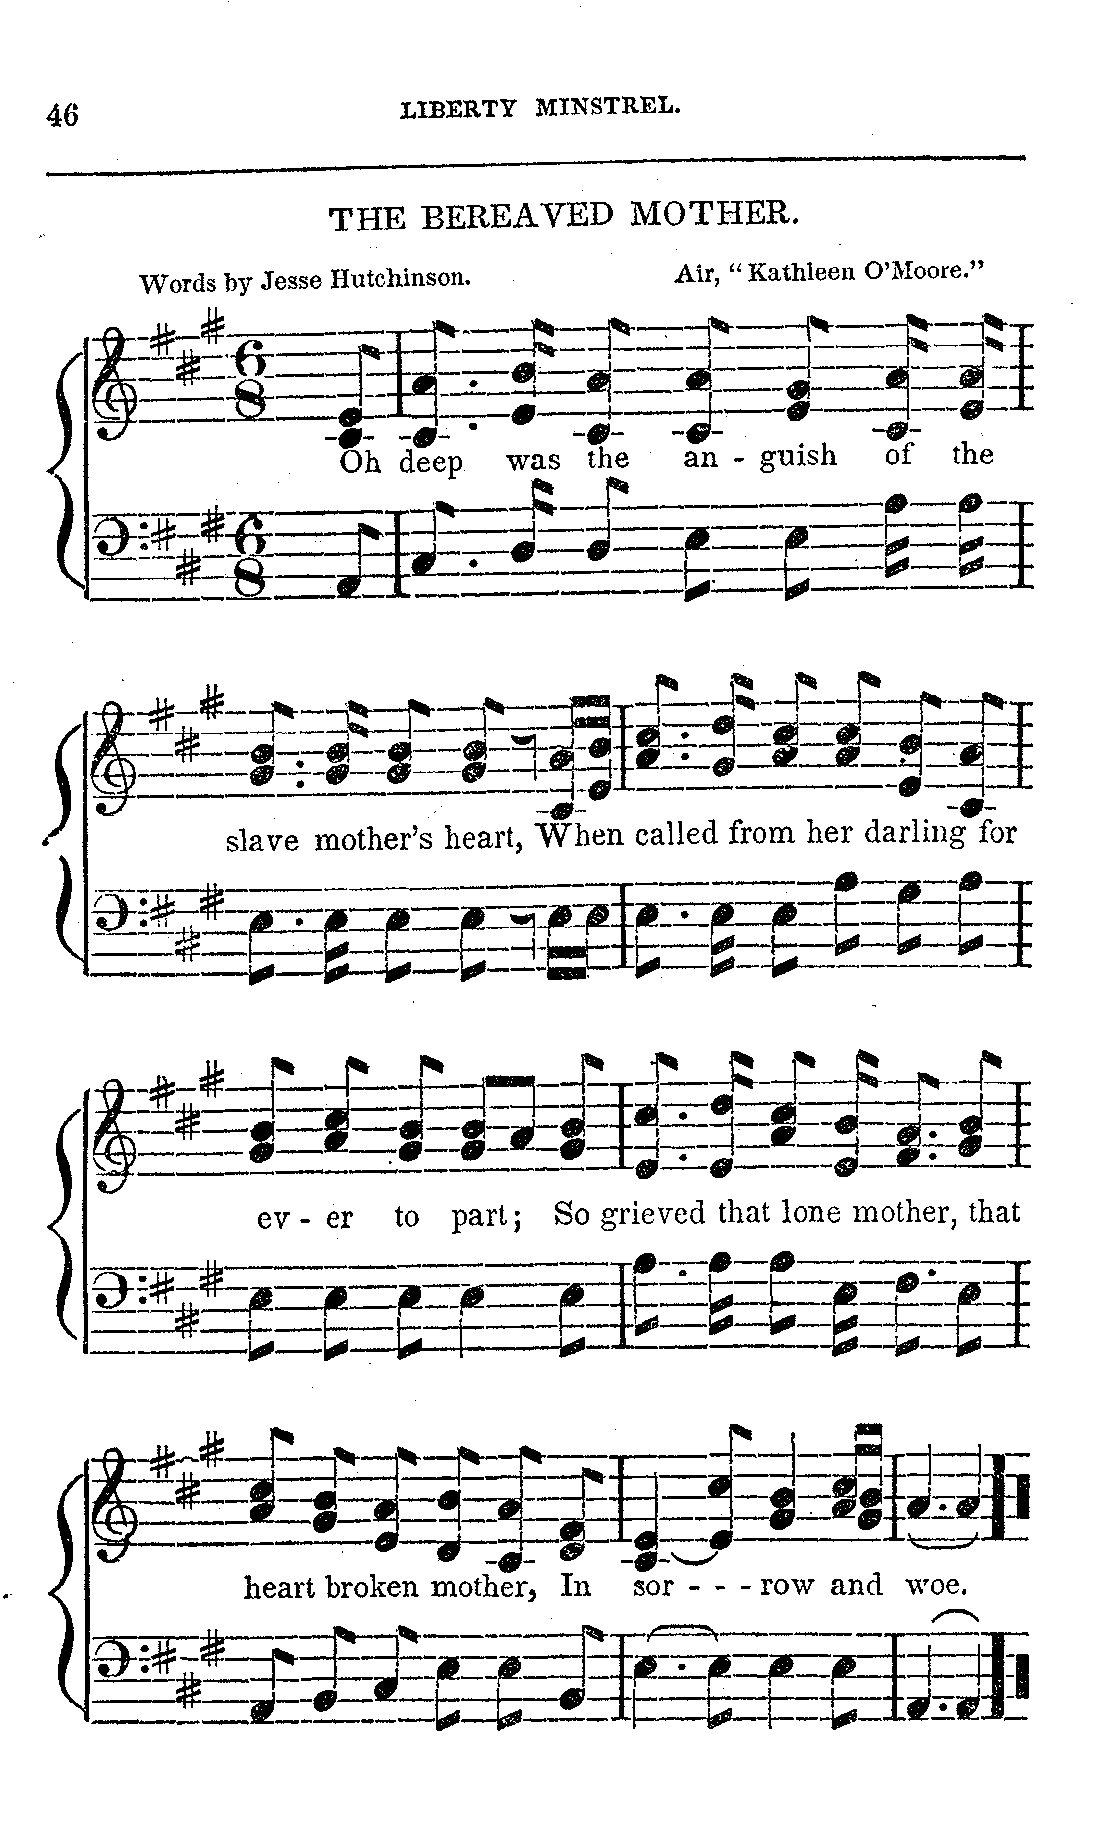 46
LIBERTY MINSTREL.
THE BEREAVED MOTHER.
Words by Jesse Hutchinson.
Air, “Kathleen O’Moore.”
6
8
Oh deep was the an - guish of the
6
8
slave mother’s heart, When called from her darling for
ev - er to part; So grieved that lone mother, that
heart broken mother, In sor - - - row and woe.